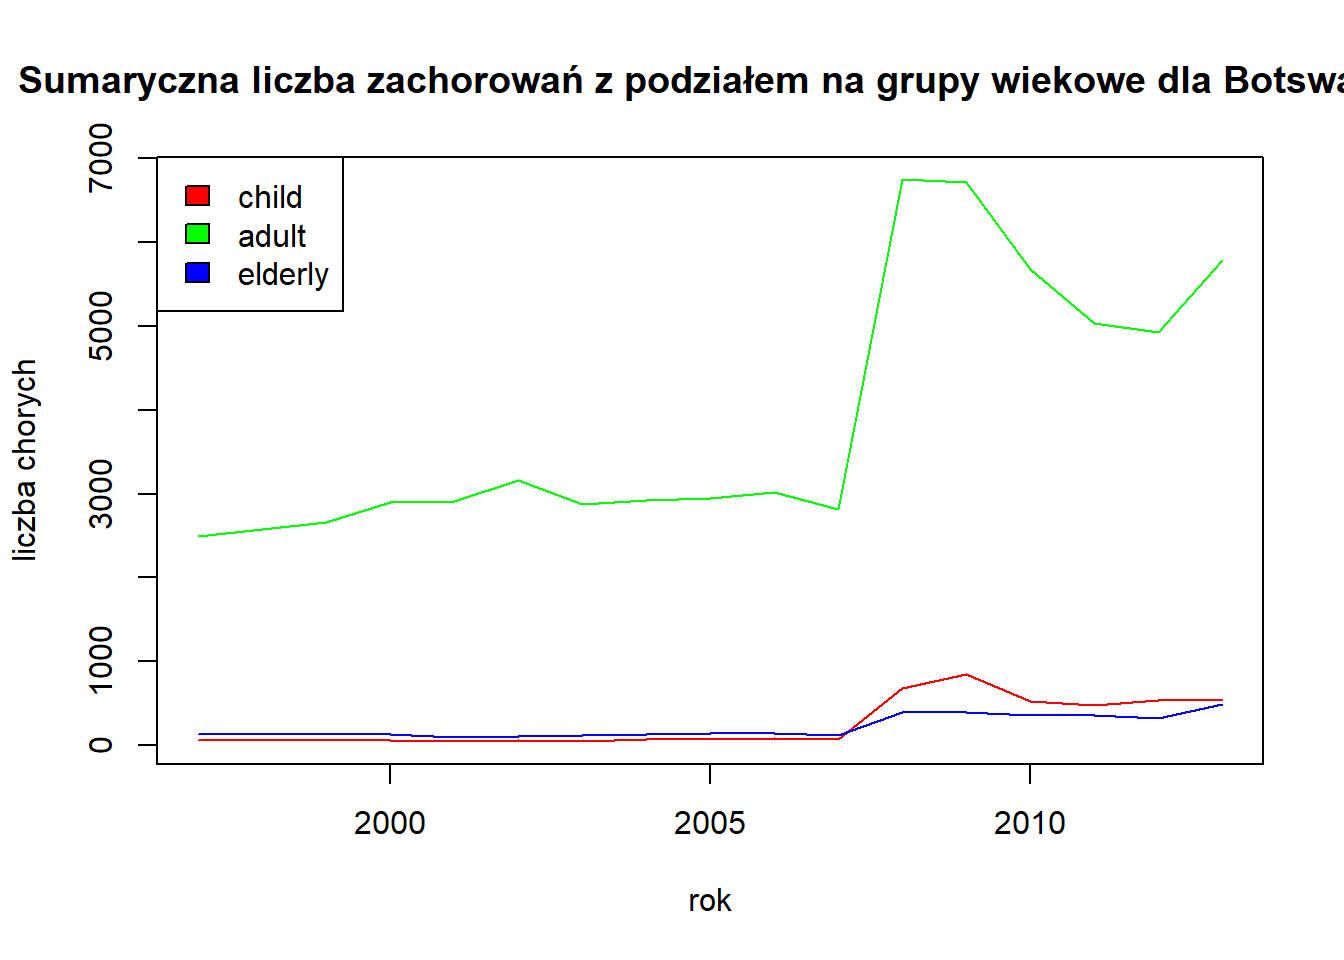 Sumaryczna liczba zachorowań z podziałem na grupy wiekowe dla Botswa
7000
5000
3000
1000
0
liczba chorych
child
adult
elderly
2000 2005 2010
rok